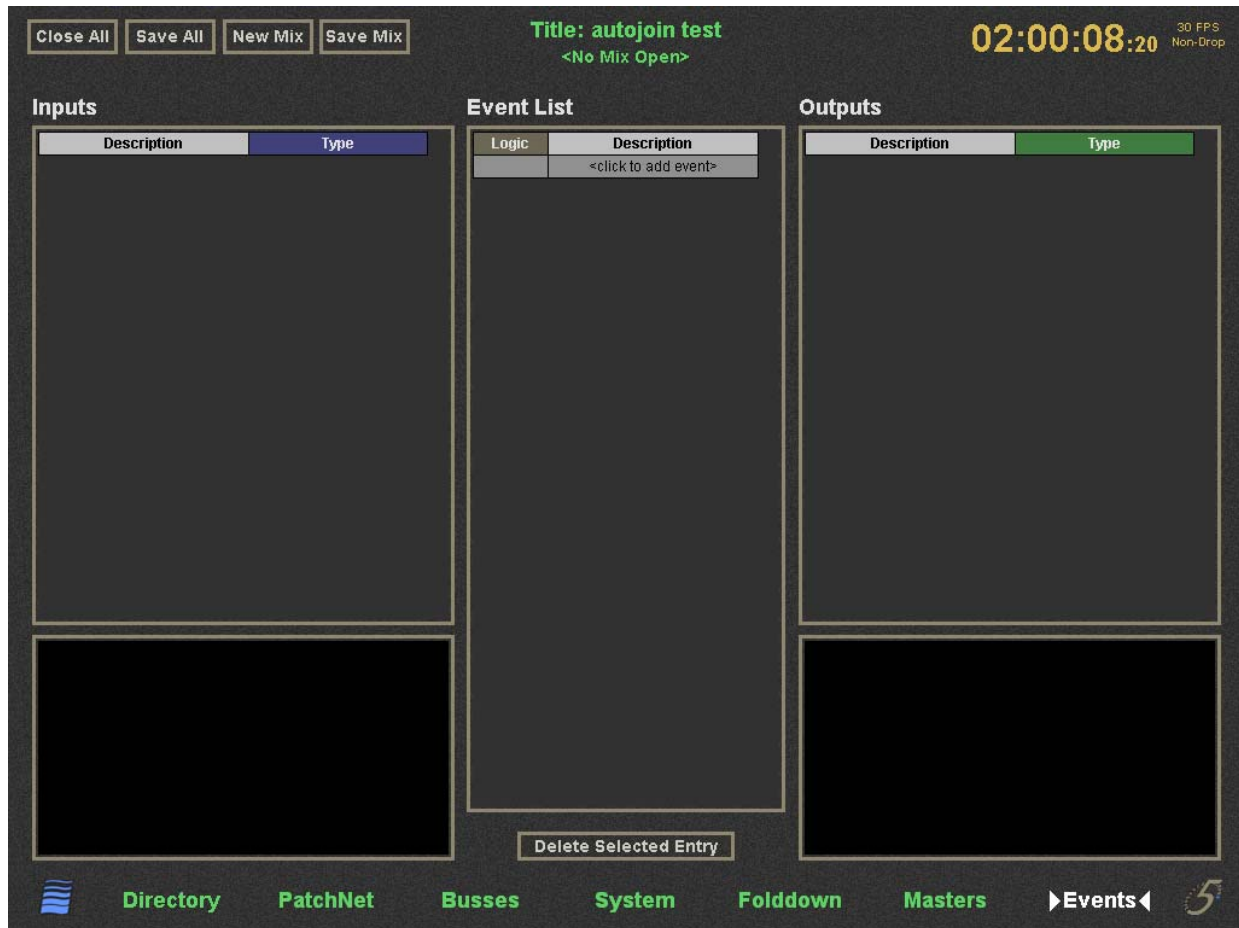 Close All Save All New Mix Save Mix
Title: autojoin test
<No Mix Open>
02:00:08:20
30 FPS
Non-Drop
Inputs Event List Outputs
Description Type
Logic Description
<click to add event>
Description Type
Delete Selected Entry
Directory PatchNet Busses System Folddown Masters ▶Events◀ 5